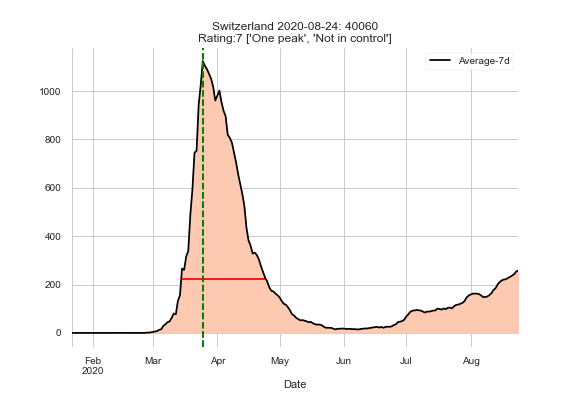 Switzerland 2020-08-24: 40060
Rating:7 ['One peak', 'Not in control']
Average-7d
1000
800
600
400
200
0
Feb
2020
Mar
Apr
May
Jun
Jul
Aug
Date